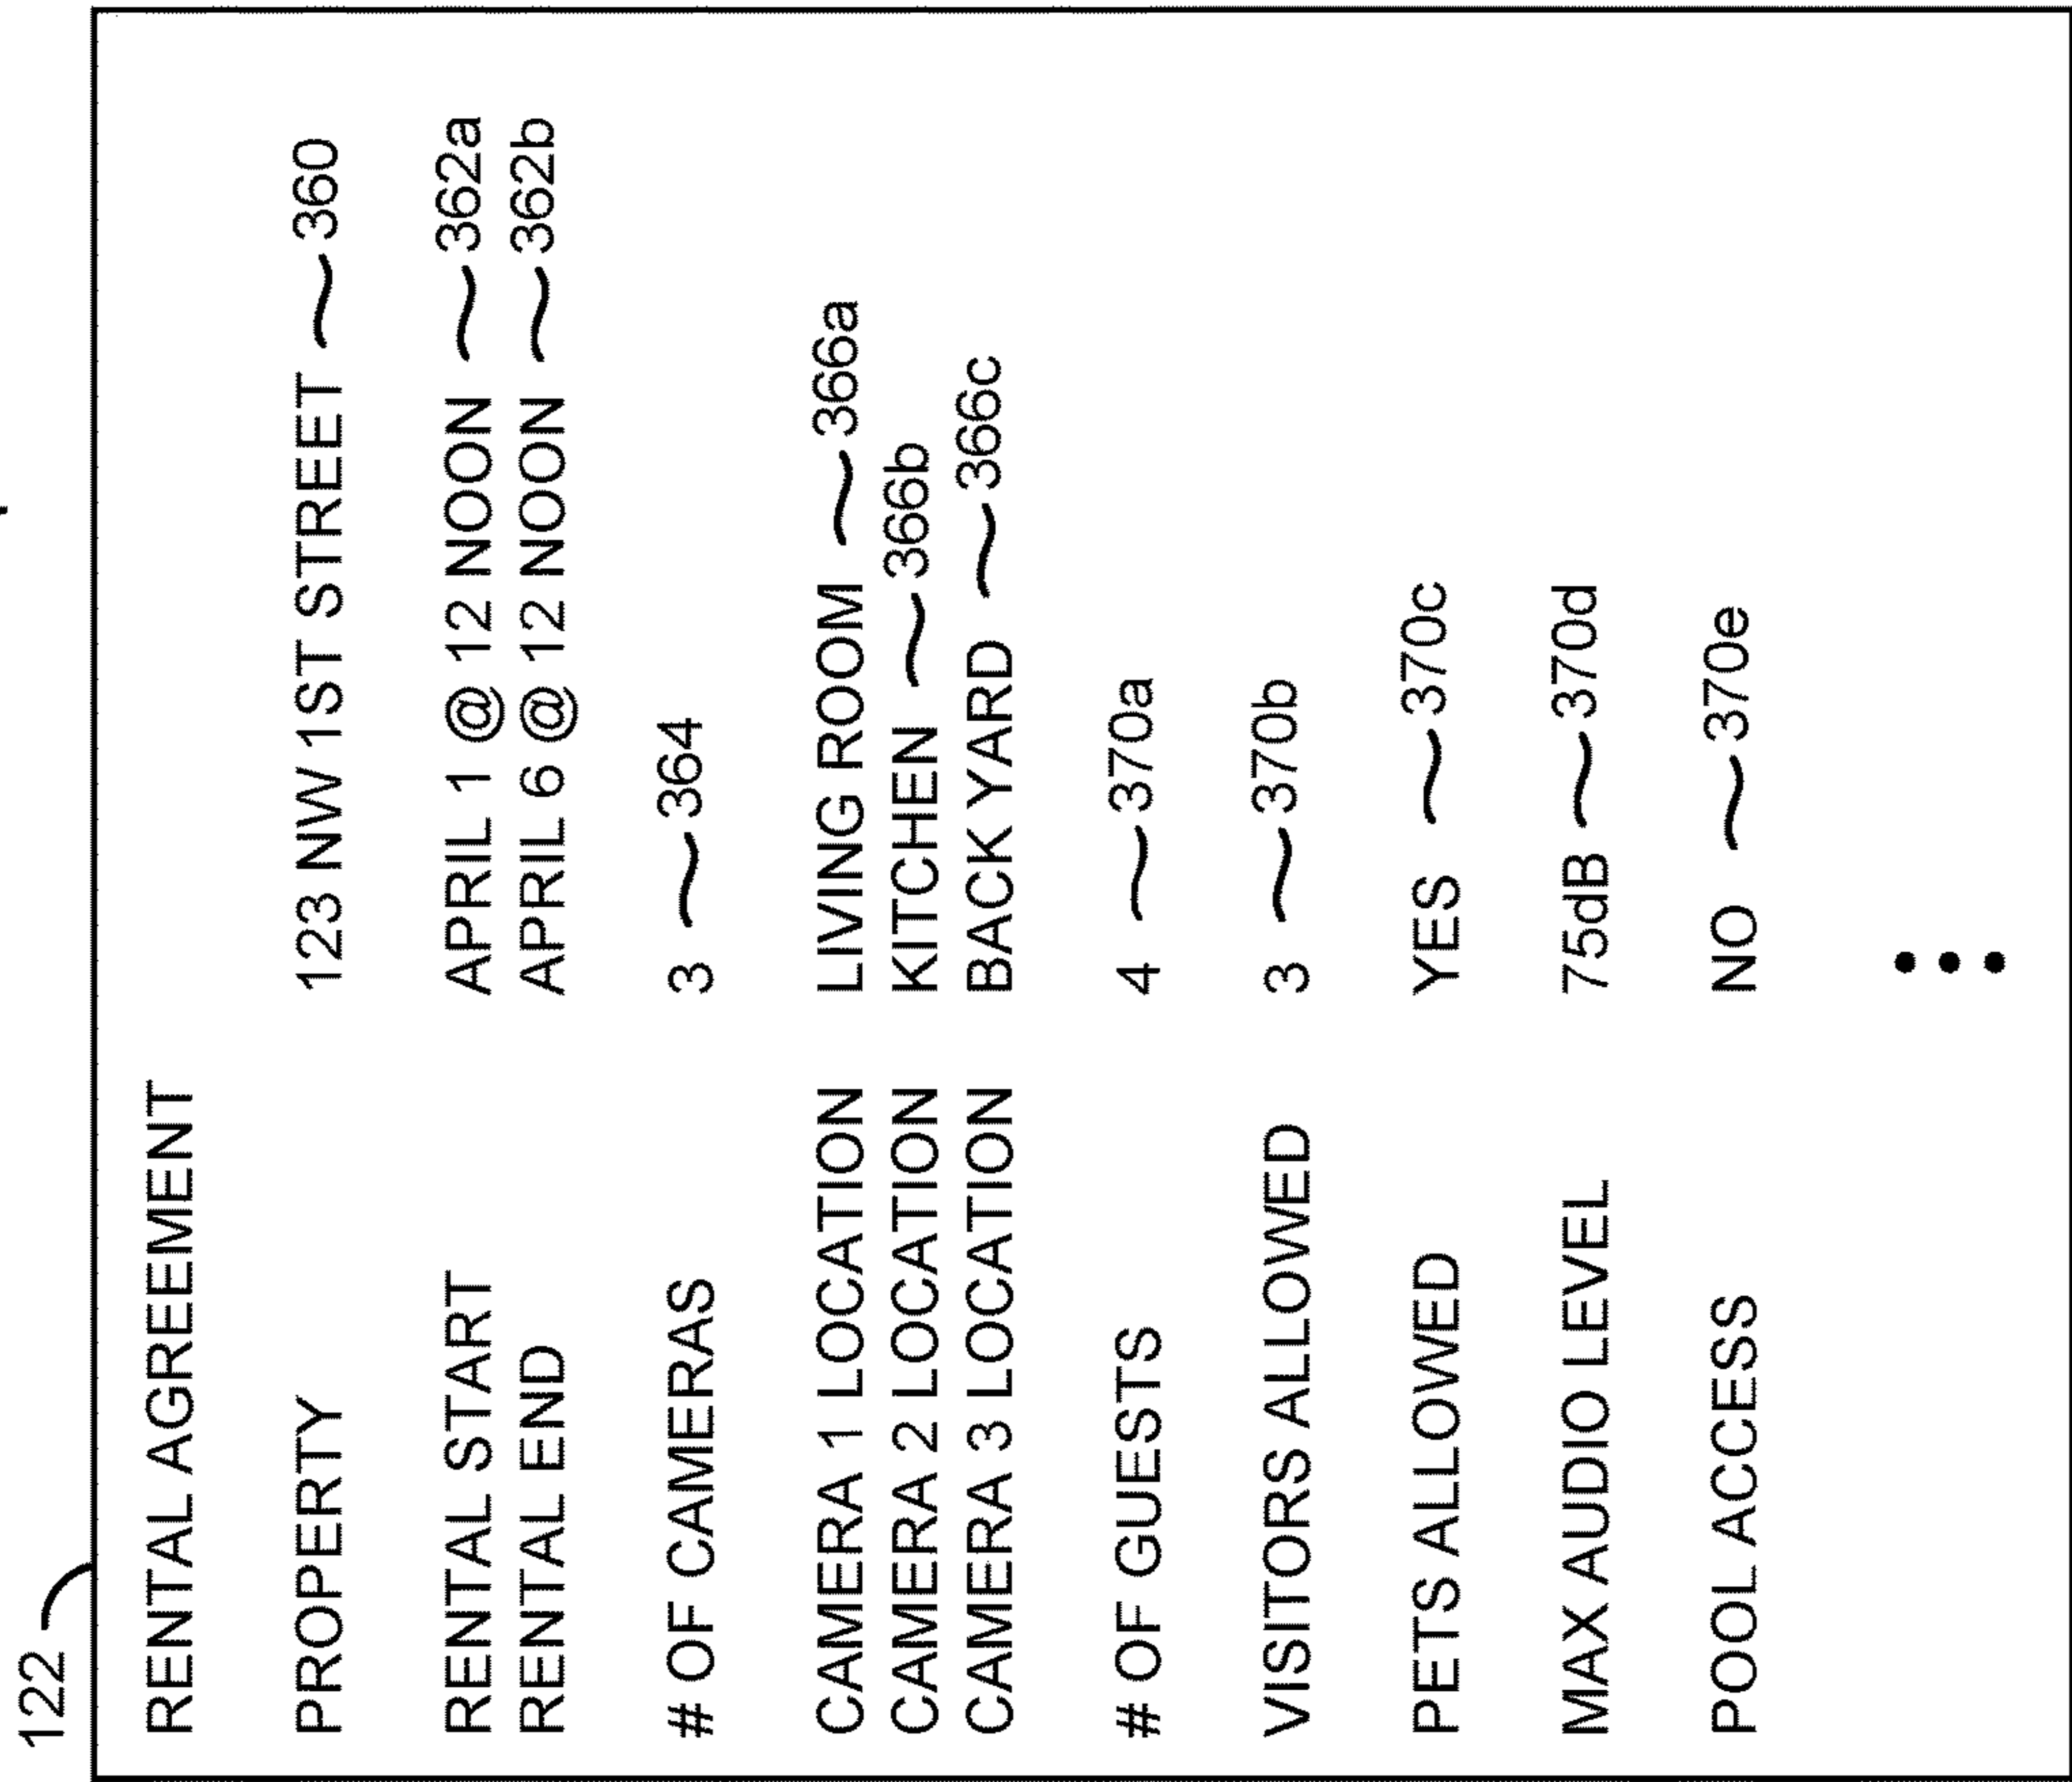 122
RENTAL AGREEMENT
PROPERTY 123 NW 1ST STREET 360
RENTAL START APRIL 1 @ 12 NOON 362a
RENTAL END APRIL 6 @ 12 NOON 362b
# OF CAMERAS 3 364
CAMERA 1 LOCATION LIVING ROOM 366a
CAMERA 2 LOCATION KITCHEN 366b
CAMERA 3 LOCATION BACK YARD 366c
# OF GUESTS 4 370a
VISITORS ALLOWED 3 370b
PETS ALLOWED YES 370c
MAX AUDIO LEVEL 75dB 370d
POOL ACCESS NO 370e